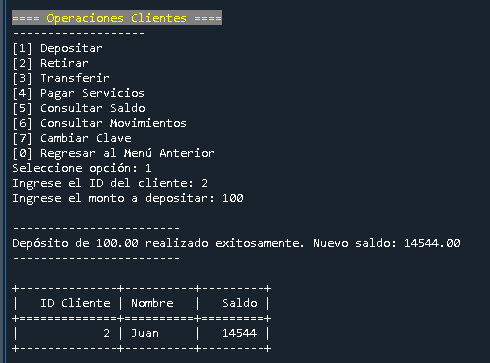 ==== Operaciones Clientes ====
-------------------
[1] Depositar
[2] Retirar
[3] Transferir
[4] Pagar Servicios
[5] Consultar Saldo
[6] Consultar Movimientos
[7] Cambiar Clave
[0] Regresar al Menú Anterior
Seleccione opción: 1
Ingrese el ID del cliente: 2
Ingrese el monto a depositar: 100
------------------------
Depósito de 100.00 realizado exitosamente. Nuevo saldo: 14544.00
------------------------
+--------------+----------+---------+
|   ID Cliente | Nombre   |   Saldo |
+==============+==========+=========+
|            2 | Juan     |   14544 |
+--------------+----------+---------+